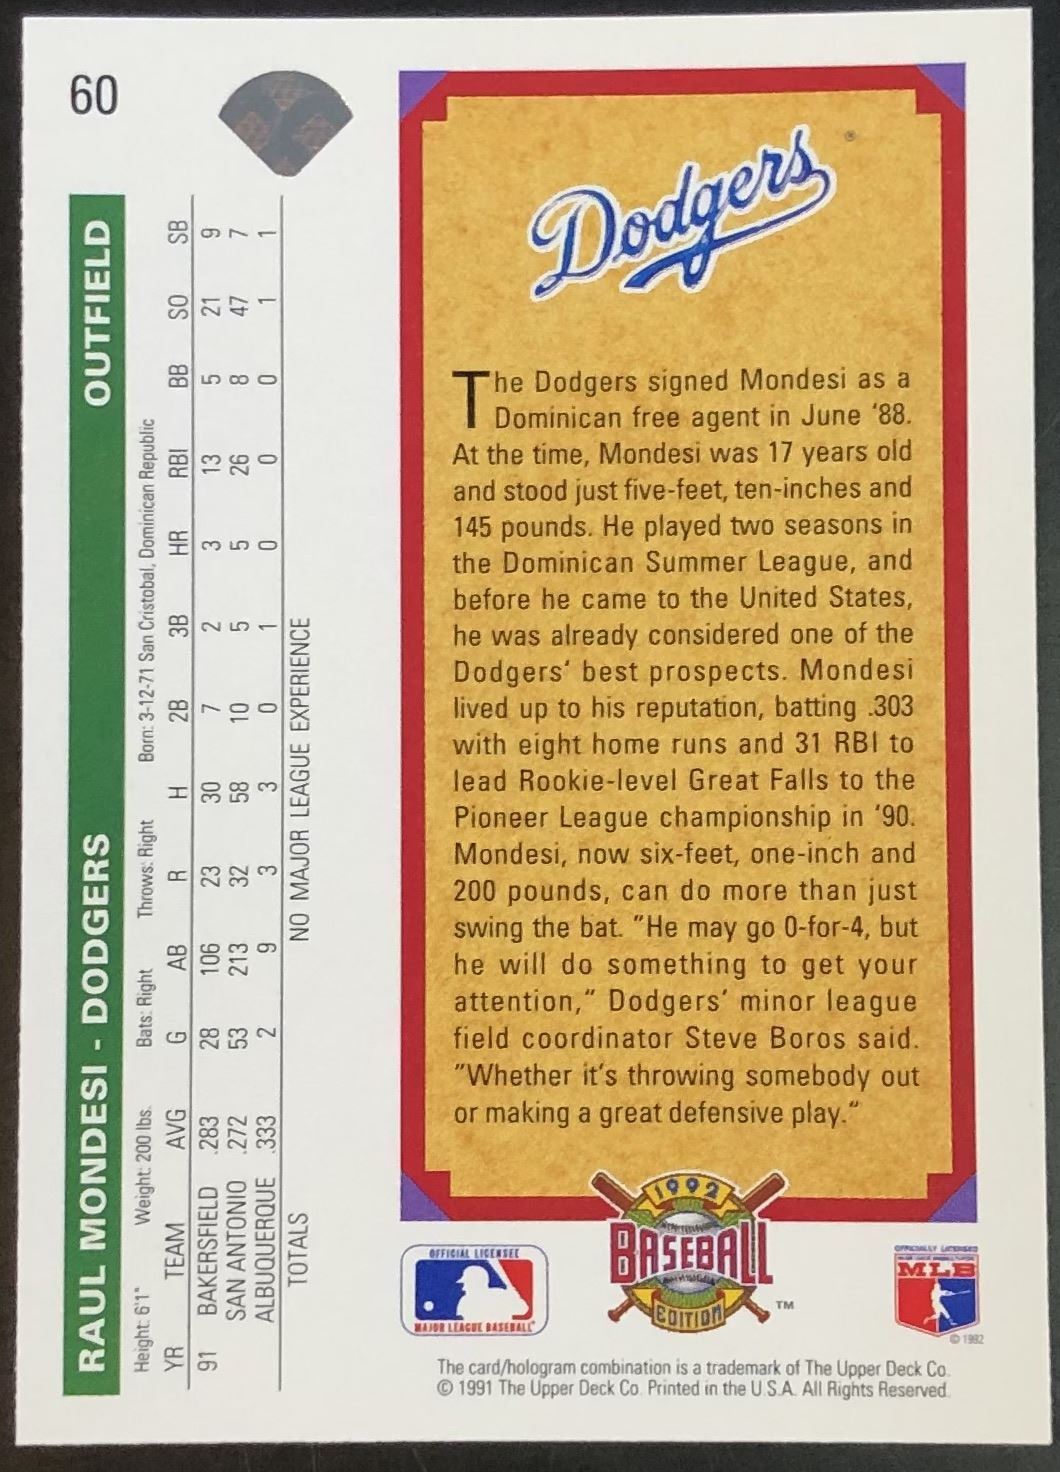 60
RAUL MONDESI - DODGERS OUTFIELD
Height: 6'1" Weight: 200 lbs. Bats: Right Throws: Right Born: 3-12-71 San Cristobal, Dominican Republic
YR TEAM AVG G AB R H 2B 3B HR RBI BB SO SB
91 BAKERSFIELD .283 28 106 23 30 7 2 3 13 5 21 9
SAN ANTONIO .272 53 213 32 58 10 5 5 26 8 47 7
ALBUQUERQUE .333 2 9 3 3 0 1 0 0 0 1 1
TOTALS NO MAJOR LEAGUE EXPERIENCE
Dodgers
®
The Dodgers signed Mondesi as a
Dominican free agent in June '88.
At the time, Mondesi was 17 years old
and stood just five-feet, ten-inches and
145 pounds. He played two seasons in
the Dominican Summer League, and
before he came to the United States,
he was already considered one of the
Dodgers' best prospects. Mondesi
lived up to his reputation, batting .303
with eight home runs and 31 RBI to
lead Rookie-level Great Falls to the
Pioneer League championship in '90.
Mondesi, now six-feet, one-inch and
200 pounds, can do more than just
swing the bat. "He may go 0-for-4, but
he will do something to get your
attention," Dodgers' minor league
field coordinator Steve Boros said.
"Whether it's throwing somebody out
or making a great defensive play."
OFFICIAL LICENSEE
MAJOR LEAGUE BASEBALL
1992
BASEBALL
EDITION
TM
OFFICIALLY LICENSED
MLB
© 1992
The card/hologram combination is a trademark of The Upper Deck Co.
© 1991 The Upper Deck Co. Printed in the U.S.A. All Rights Reserved.